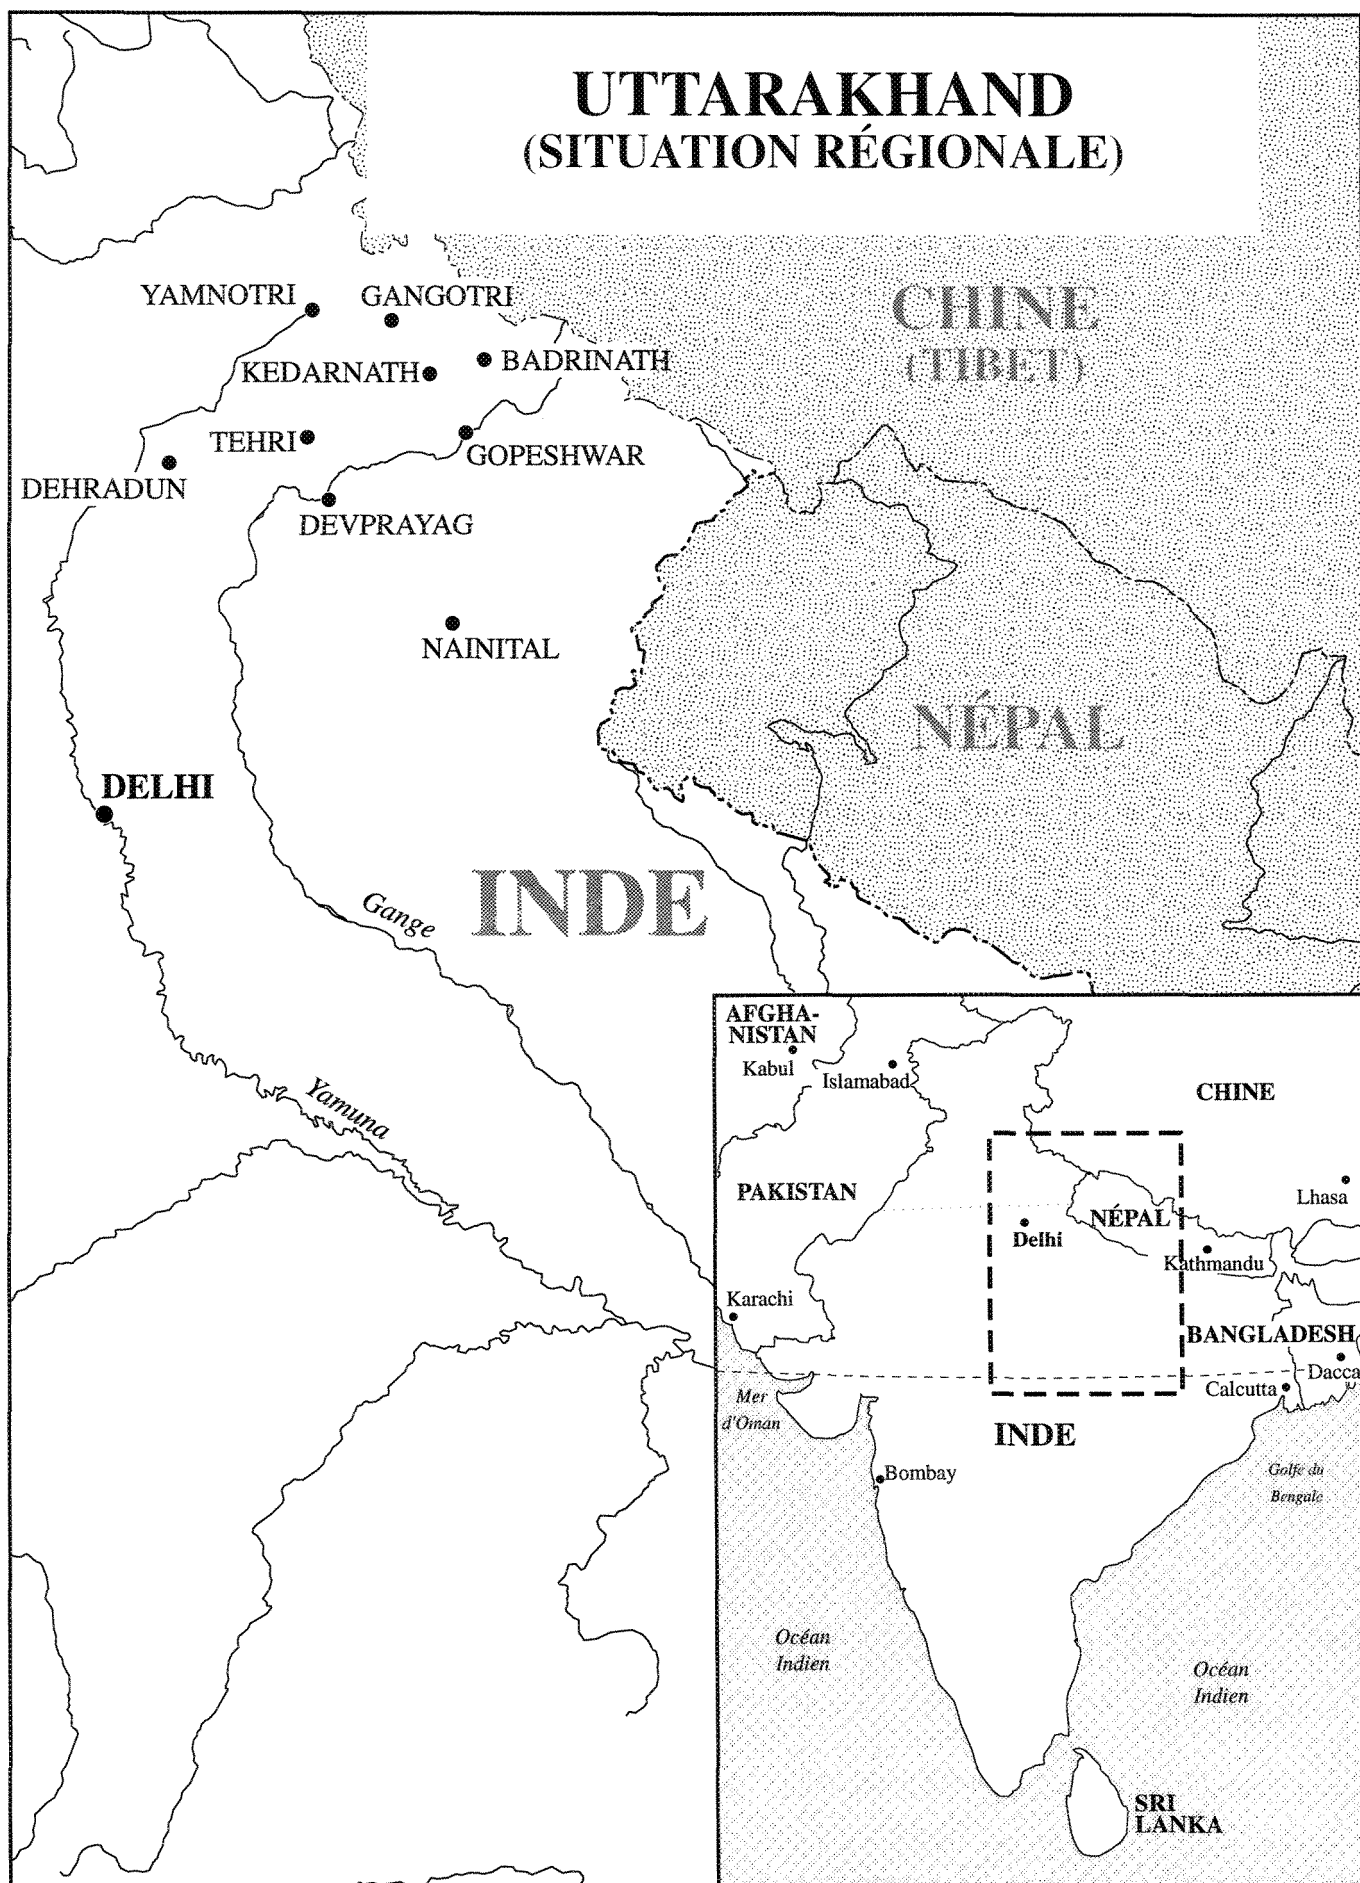 UTTARAKHAND
(SITUATION RÉGIONALE)
YAMNOTRI
GANGOTRI
CHINE
(TIBET)
KEDARNATH
BADRINATH
TEHRI
GOPESHWAR
DEHRADUN
DEVPRAYAG
NAINITAL
NÉPAL
DELHI
INDE
Gange
Yamuna
AFGHA-
NISTAN
Kabul
Islamabad
CHINE
PAKISTAN
Lhasa
NÉPAL
Delhi
Kathmandu
Karachi
BANGLADESH
Dacca
Calcutta
Mer
d'Oman
INDE
Bombay
Golfe du
Bengale
Océan
Indien
Océan
Indien
SRI
LANKA